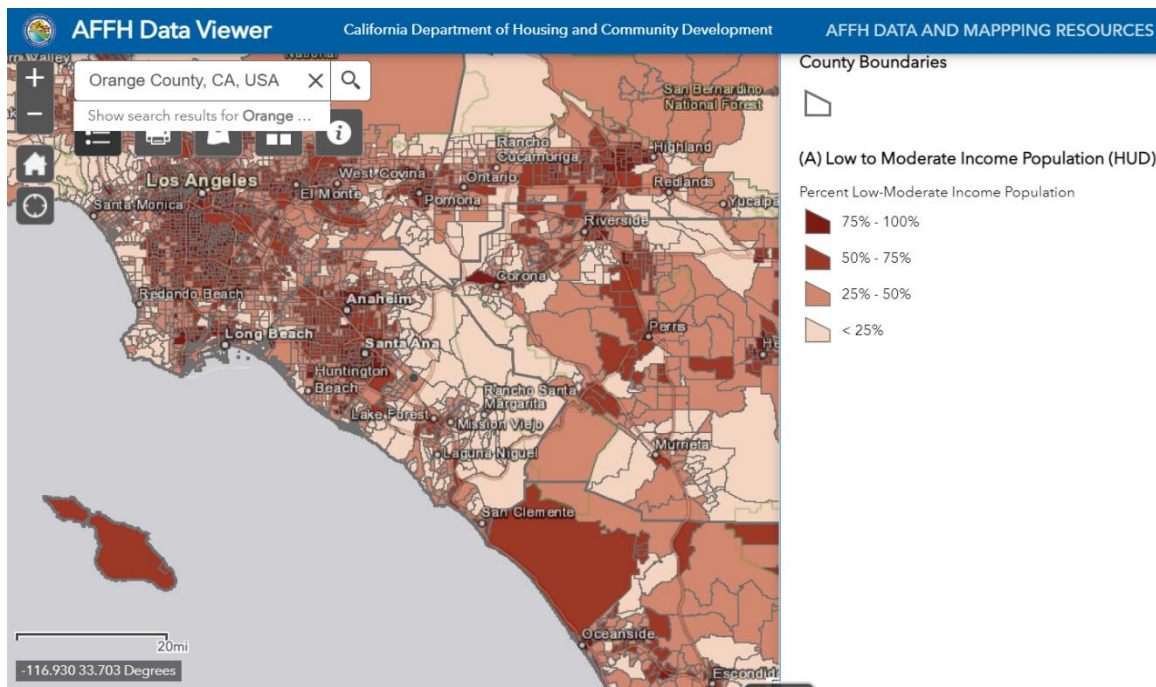 AFFH Data Viewer
California Department of Housing and Community Development
AFFH DATA AND MAPPPING RESOURCES
National
+
Orange County, CA, USA
Show search results for Orange ...
−
County Boundaries
San Bernardino
National Forest
(A) Low to Moderate Income Population (HUD)
Percent Low-Moderate Income Population
75% - 100%
50% - 75%
25% - 50%
< 25%
Rancho
Cucamonga
Highland
West Covina
Ontario
Los Angeles
El Monte
Pomona
Redlands
Yucaipa
Santa Monica
Riverside
Corona
Redondo Beach
Anaheim
Long Beach
Santa Ana
Perris
He
Huntington
Beach
Rancho Santa
Margarita
Lake Forest
Mission Viejo
Laguna Niguel
Murrieta
San Clemente
Oceanside
Escondid
20mi
-116.930 33.703 Degrees